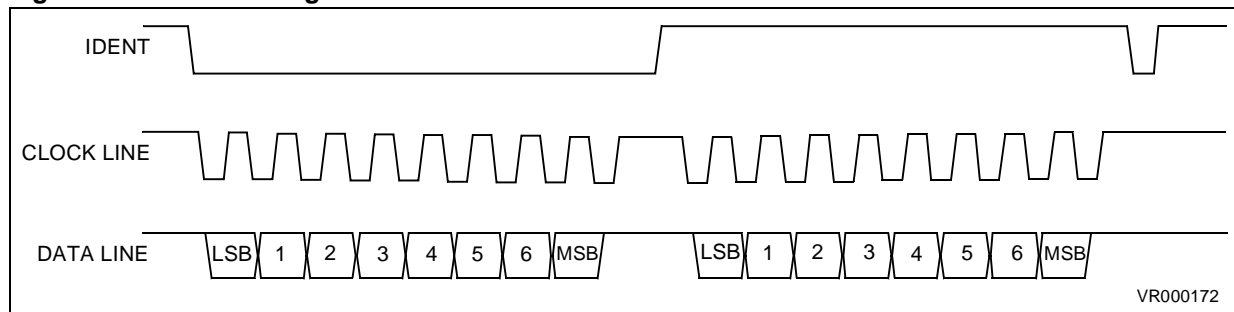 IDENT
CLOCK LINE
DATA LINE
LSB 1 2 3 4 5 6 MSB LSB 1 2 3 4 5 6 MSB
VR000172